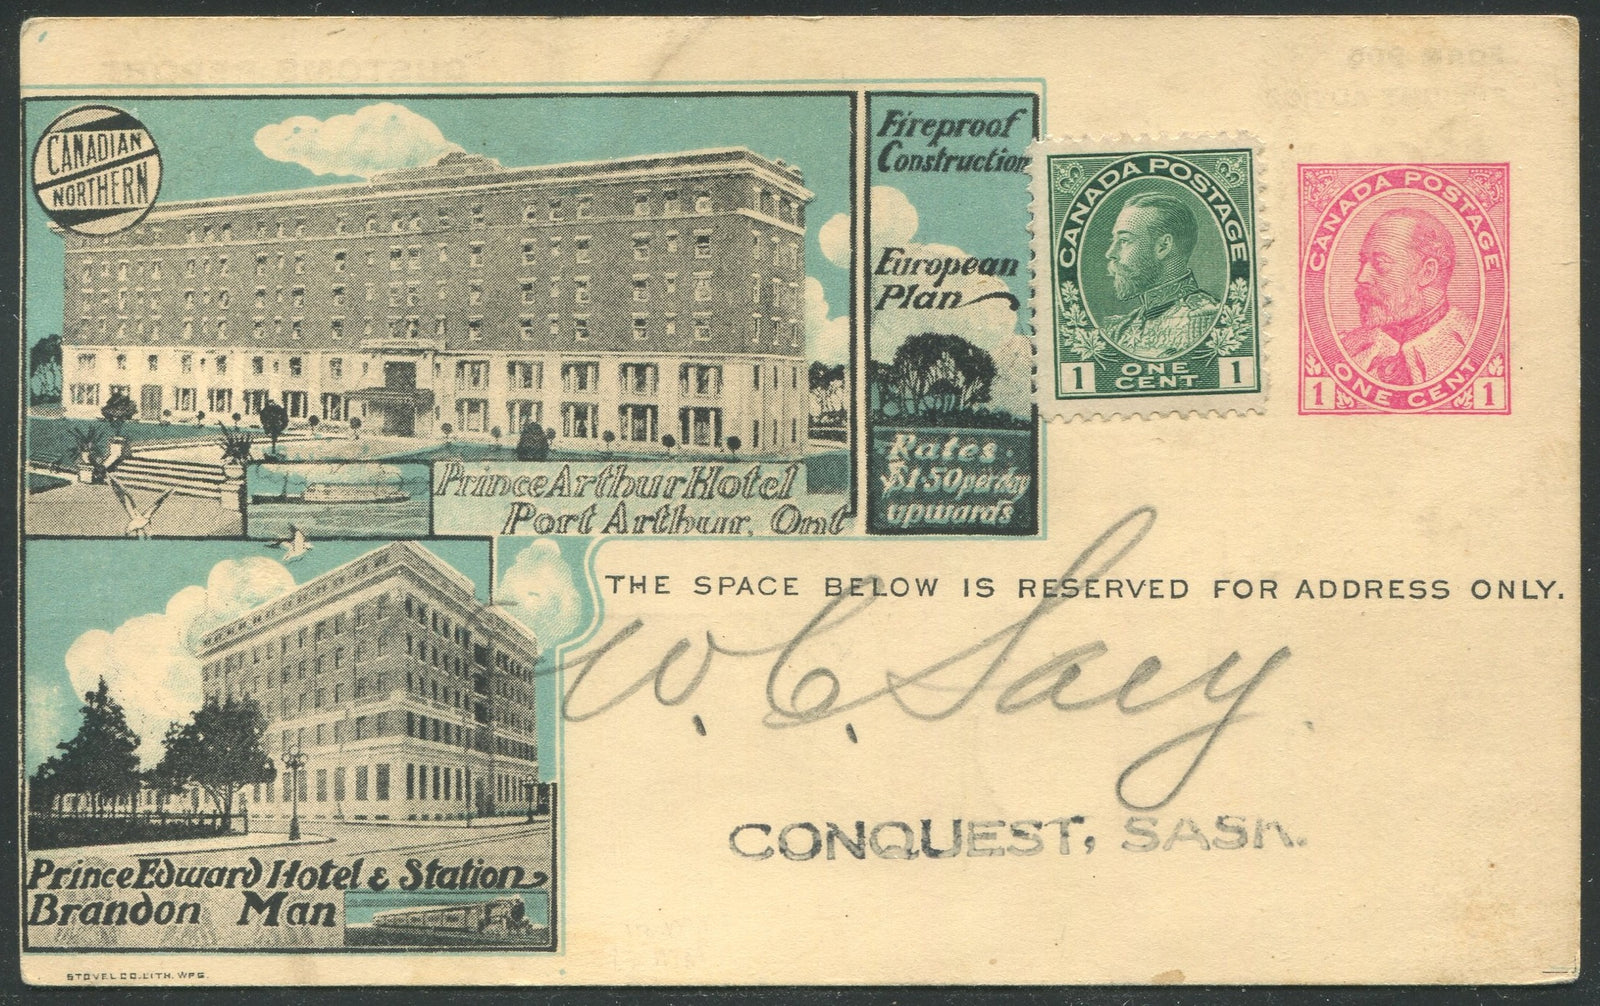 CANADIAN
NORTHERN
Fireproof
Construction
European
Plan
Rates.
$1.50 per day
upwards
Prince Arthur Hotel
Port Arthur, Ont
Prince Edward Hotel & Station
Brandon Man
STOVEL CO. LITH. WPG.
CANADA POSTAGE
1 ONE CENT 1
CANADA POSTAGE
1 ONE CENT 1
THE SPACE BELOW IS RESERVED FOR ADDRESS ONLY.
W. C. Sacy.
CONQUEST, SASK.